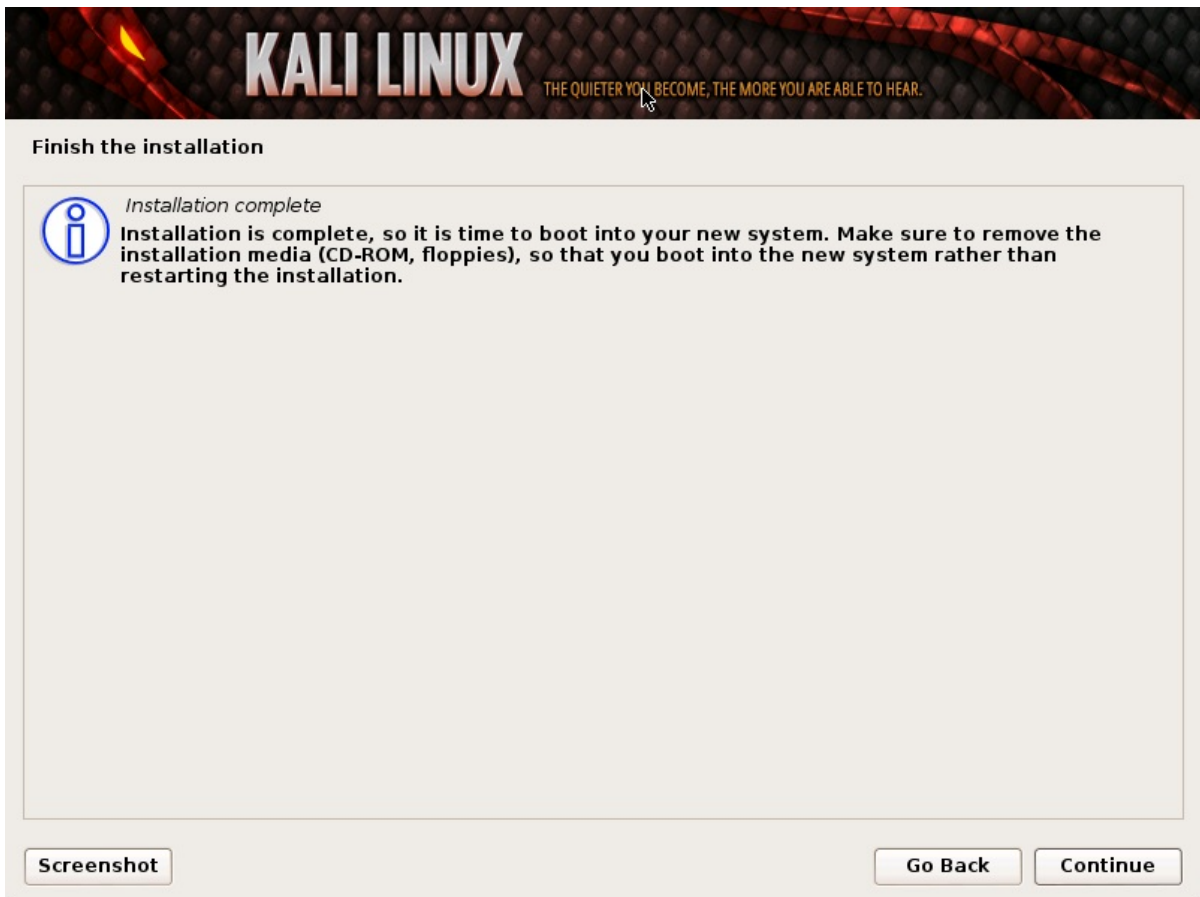 KALI LINUX
THE QUIETER YOU BECOME, THE MORE YOU ARE ABLE TO HEAR.
Finish the installation
Installation complete
Installation is complete, so it is time to boot into your new system. Make sure to remove the
installation media (CD-ROM, floppies), so that you boot into the new system rather than
restarting the installation.
Screenshot
Go Back
Continue